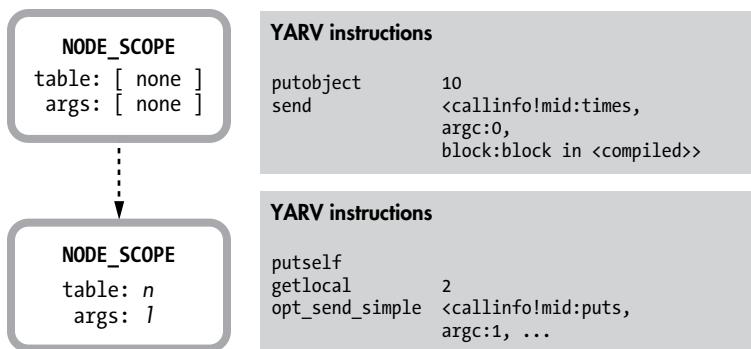 NODE_SCOPE
table: [ none ]
args: [ none ]
YARV instructions
putobject 10
send <callinfo!mid:times,
argc:0,
block:block in <compiled>>
NODE_SCOPE
table: n
args: 1
YARV instructions
putself
getlocal 2
opt_send_simple <callinfo!mid:puts,
argc:1, ...